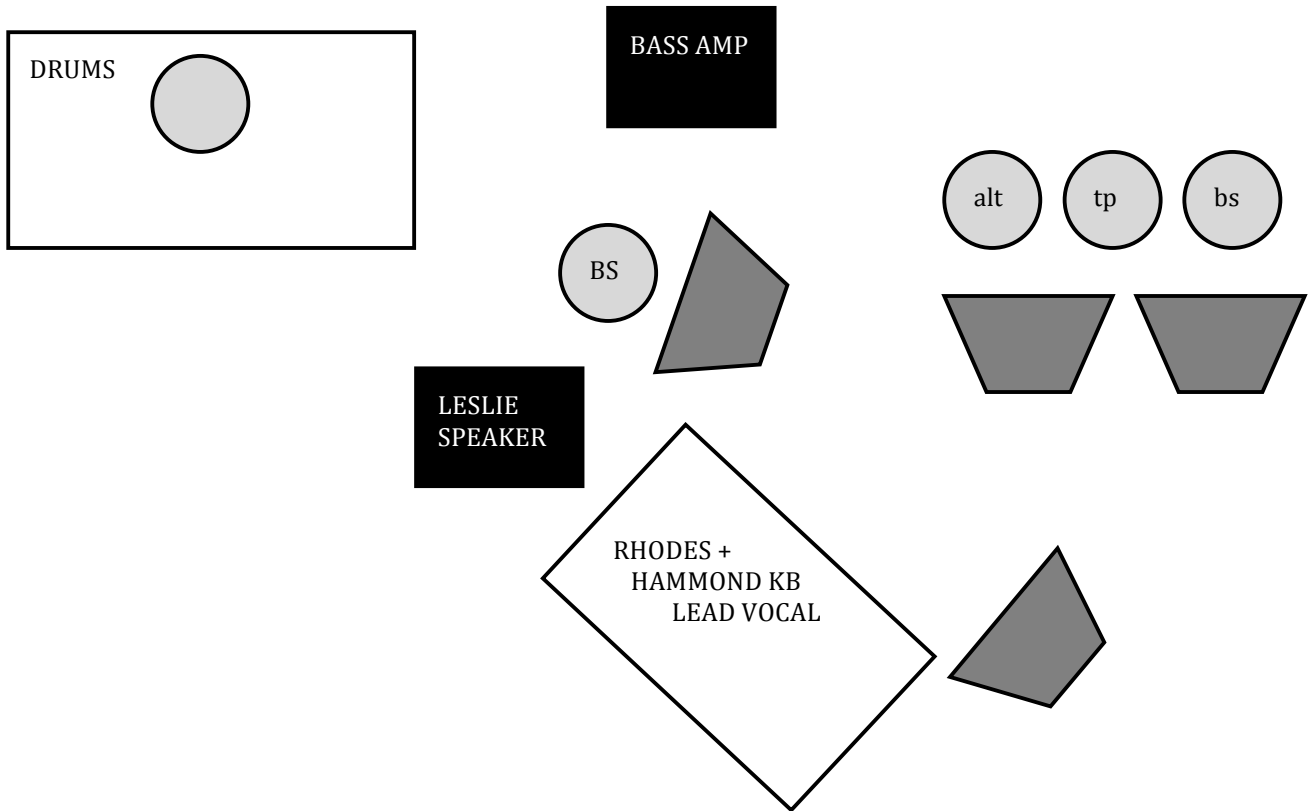 BASS AMP
DRUMS
alt
tp
bs
BS
LESLIE
SPEAKER
RHODES +
HAMMOND KB
LEAD VOCAL